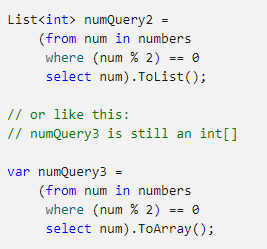 List<int> numQuery2 =
    (from num in numbers
     where (num % 2) == 0
     select num).ToList();

// or like this:
// numQuery3 is still an int[]

var numQuery3 =
    (from num in numbers
     where (num % 2) == 0
     select num).ToArray();